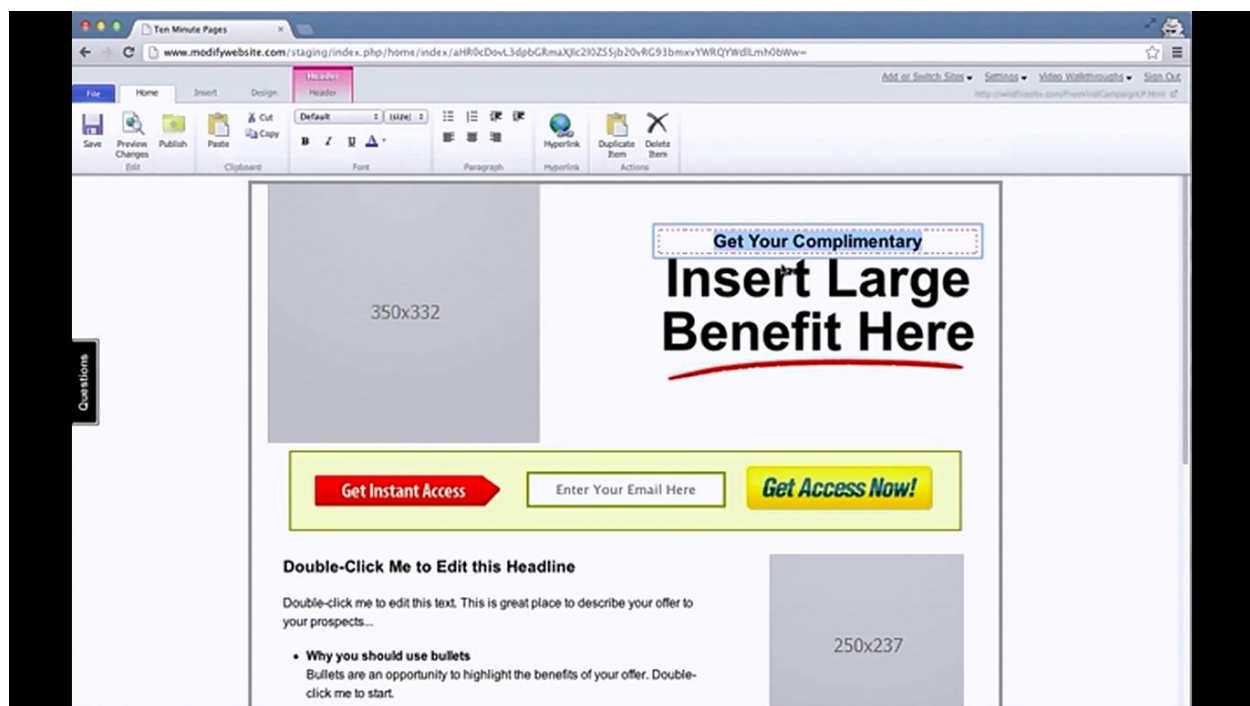 Ten Minute Pages
www.modifywebsite.com/staging/index.php/home/index/
Header
Add or Switch Sites Settings Video Walkthroughs Sign Out
File Home Insert Design Header
Save Preview Changes Publish Paste Cut Copy
Default (size)
B I U A
Hyperlink Duplicate Item Delete Item
Edit Clipboard Font Paragraph Hyperlink Actions
Get Your Complimentary
Insert Large
Benefit Here
350x332
Questions
Get Instant Access Enter Your Email Here Get Access Now!
Double-Click Me to Edit this Headline
Double-click me to edit this text. This is great place to describe your offer to
your prospects...
• Why you should use bullets
Bullets are an opportunity to highlight the benefits of your offer. Double-
click me to start.
250x237